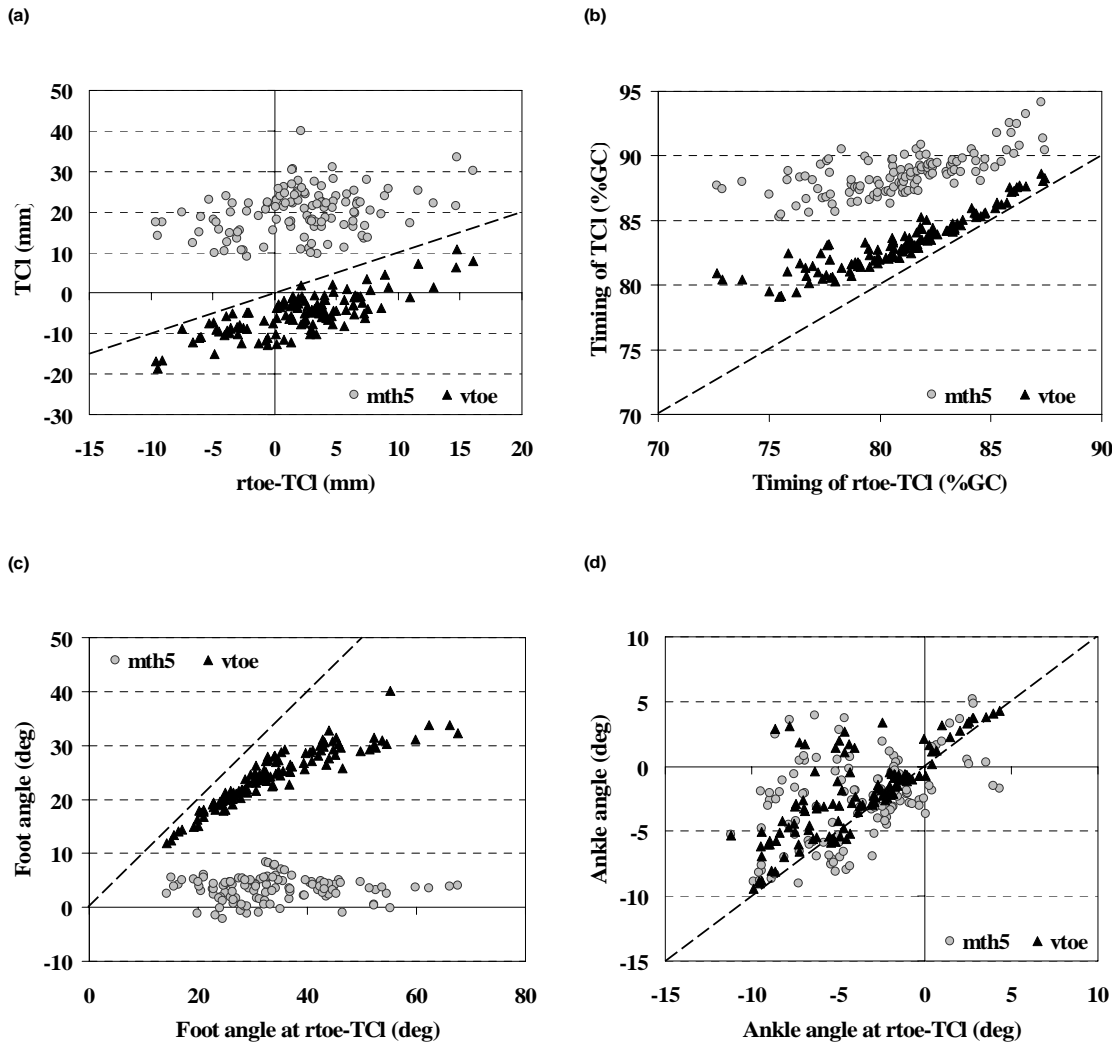 (a)
50
40
30
20
10
0
-10
-20
-30
-15 -10 -5 0 5 10 15 20
TCl (mm)
rtoe-TCl (mm)
mth5 vtoe
(b)
95
90
85
80
75
70
70 75 80 85 90
Timing of TCl (%GC)
Timing of rtoe-TCl (%GC)
mth5 vtoe
(c)
50
40
30
20
10
0
-10
0 20 40 60 80
Foot angle (deg)
Foot angle at rtoe-TCl (deg)
mth5 vtoe
(d)
10
5
0
-5
-10
-15
-15 -10 -5 0 5 10
Ankle angle (deg)
Ankle angle at rtoe-TCl (deg)
mth5 vtoe